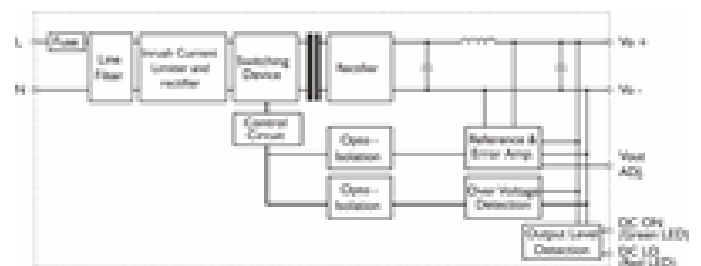 L
Fuse
Line
Filter
Inrush Current
Limiter and
rectifier
Switching
Device
Rectifier
Vo +
N
Vo -
Control
Circuit
Opto -
Isolation
Reference &
Error Amp.
Vout
ADJ.
Opto -
Isolation
Over Voltage
Detection
Output Level
Detection
DC ON
(Green LED)
DC LO
(Red LED)